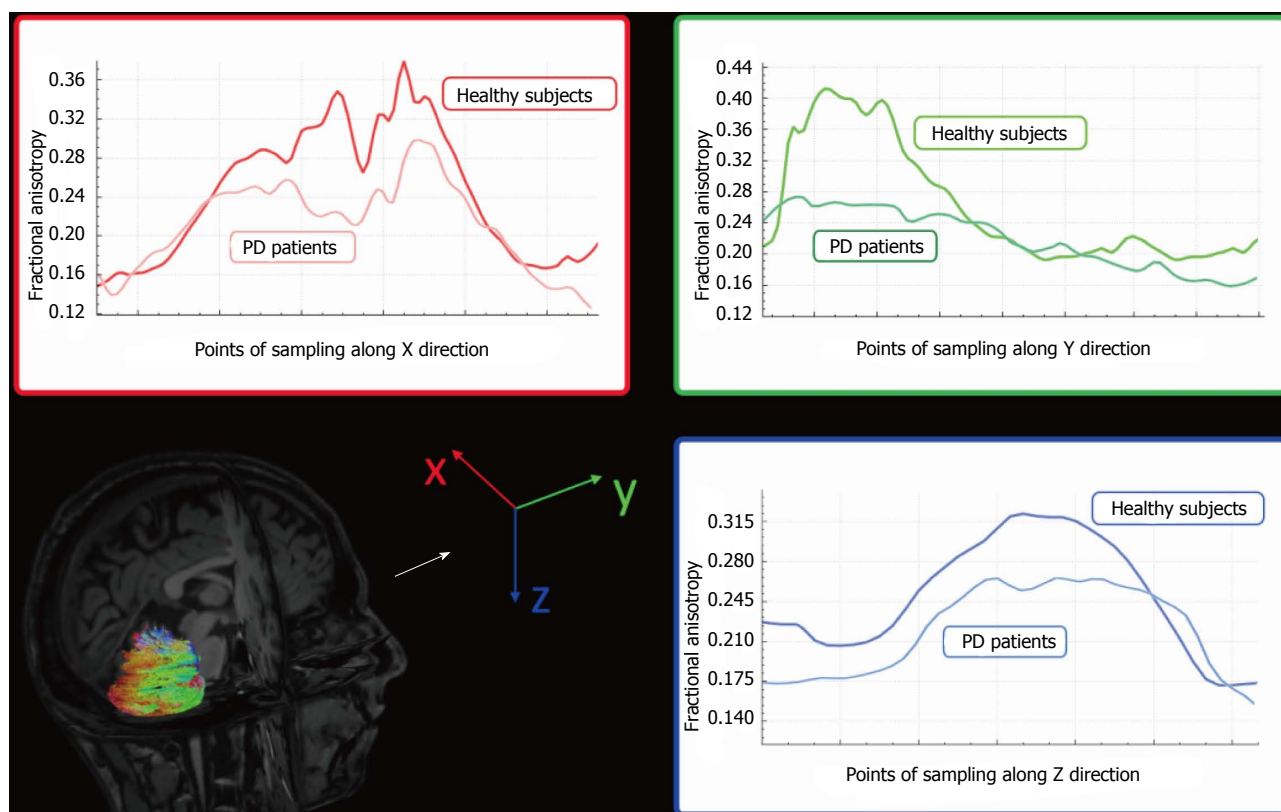 Fractional anisotropy
0.36
0.32
0.28
0.24
0.20
0.16
0.12
Healthy subjects
PD patients
Points of sampling along X direction
Fractional anisotropy
0.44
0.40
0.36
0.32
0.28
0.24
0.20
0.16
0.12
Healthy subjects
PD patients
Points of sampling along Y direction
X
y
Z
Fractional anisotropy
0.315
0.280
0.245
0.210
0.175
0.140
Healthy subjects
PD patients
Points of sampling along Z direction